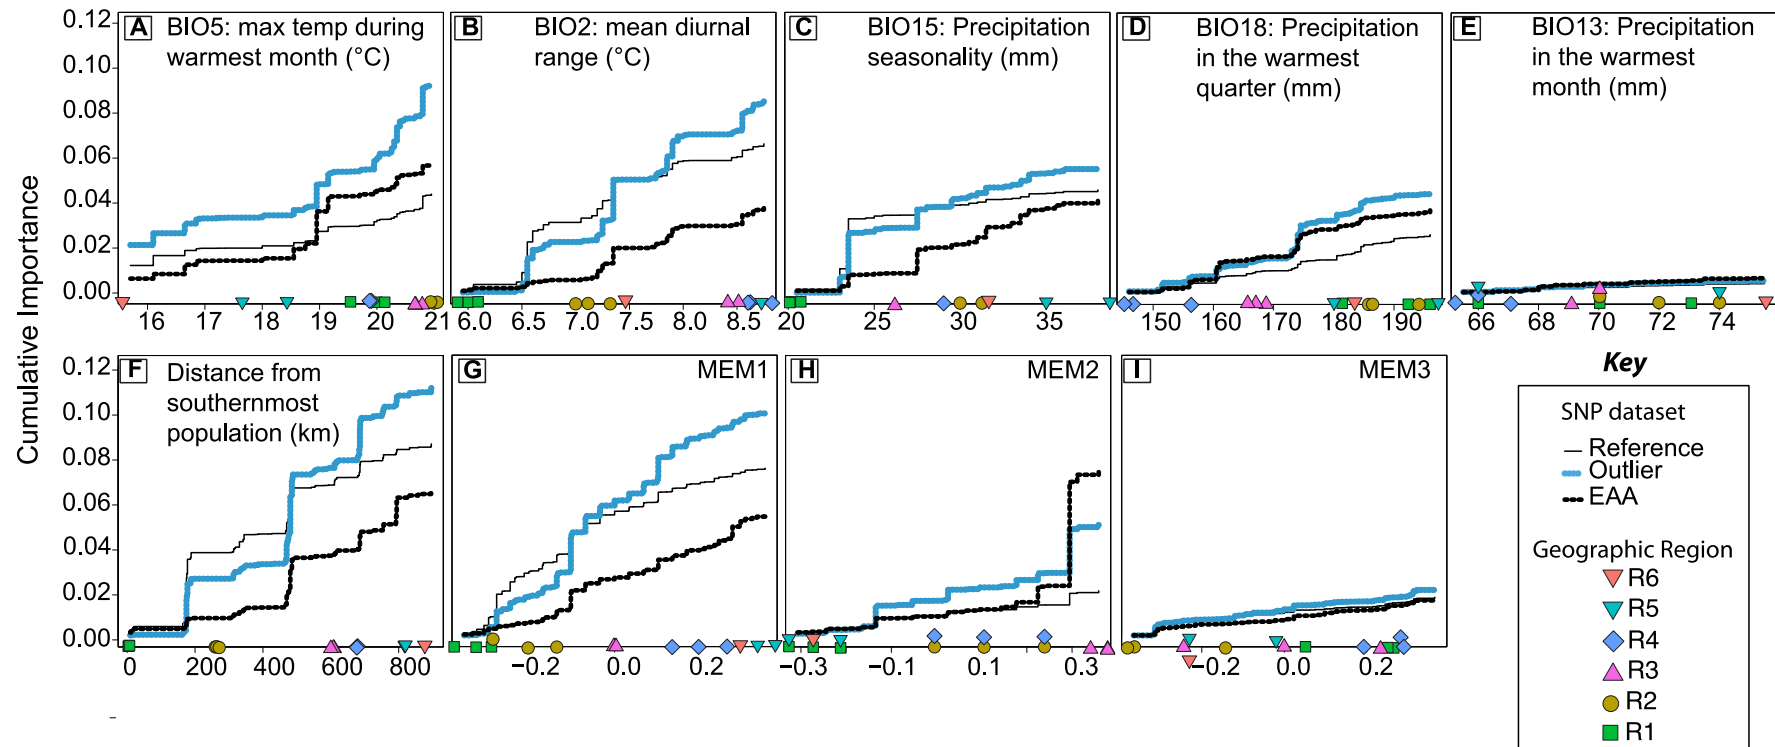 Cumulative Importance
0.12
0.10
0.08
0.06
0.04
0.02
0.00
A BIO5: max temp during
warmest month (°C)
16 17 18 19 20 21
B BIO2: mean diurnal
range (°C)
6.0 6.5 7.0 7.5 8.0 8.5
C BIO15: Precipitation
seasonality (mm)
20 25 30 35
D BIO18: Precipitation
in the warmest
quarter (mm)
150 160 170 180 190
E BIO13: Precipitation
in the warmest
month (mm)
66 68 70 72 74
0.12
0.10
0.08
0.06
0.04
0.02
0.00
F Distance from
southernmost
population (km)
0 200 400 600 800
G MEM1
−0.2 0.0 0.2
H MEM2
−0.3 −0.1 0.1 0.3
I MEM3
−0.2 0.0 0.2
Key
SNP dataset
Reference
Outlier
EAA
Geographic Region
R6
R5
R4
R3
R2
R1